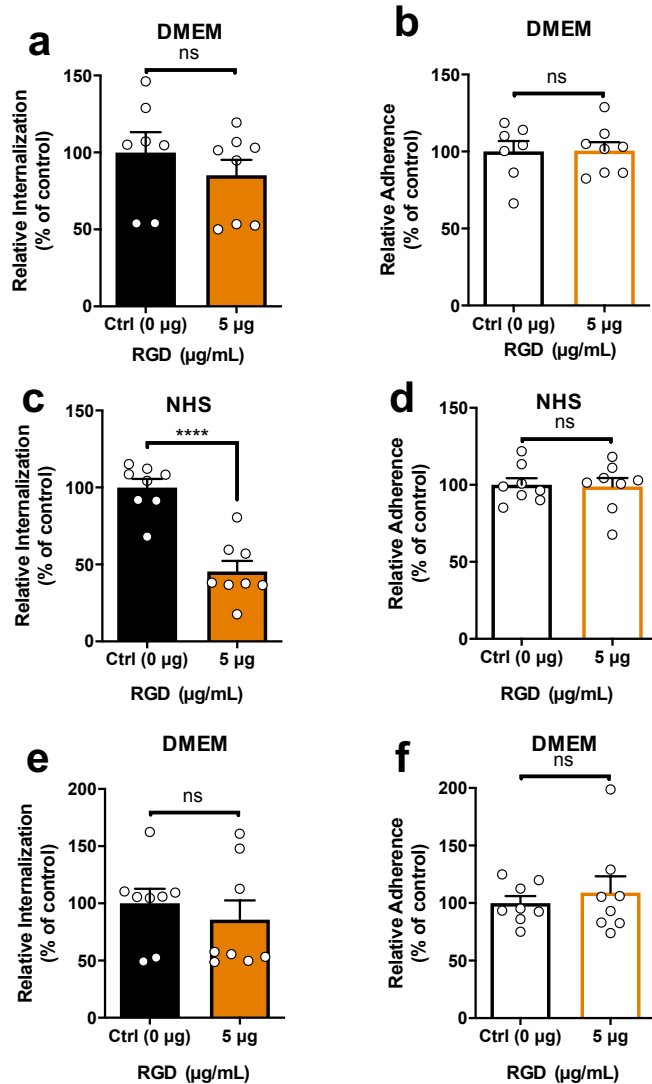 a
DMEM
ns
Relative Internalization
(% of control)
150
100
50
0
Ctrl (0 µg)
5 µg
RGD (µg/mL)
b
DMEM
ns
Relative Adherence
(% of control)
150
100
50
0
Ctrl (0 µg)
5 µg
RGD (µg/mL)
c
NHS
****
Relative Internalization
(% of control)
150
100
50
0
Ctrl (0 µg)
5 µg
RGD (µg/mL)
d
NHS
ns
Relative Adherence
(% of control)
150
100
50
0
Ctrl (0 µg)
5 µg
RGD (µg/mL)
e
DMEM
ns
Relative Internalization
(% of control)
200
150
100
50
0
Ctrl (0 µg)
5 µg
RGD (µg/mL)
f
DMEM
ns
Relative Adherence
(% of control)
200
150
100
50
0
Ctrl (0 µg)
5 µg
RGD (µg/mL)